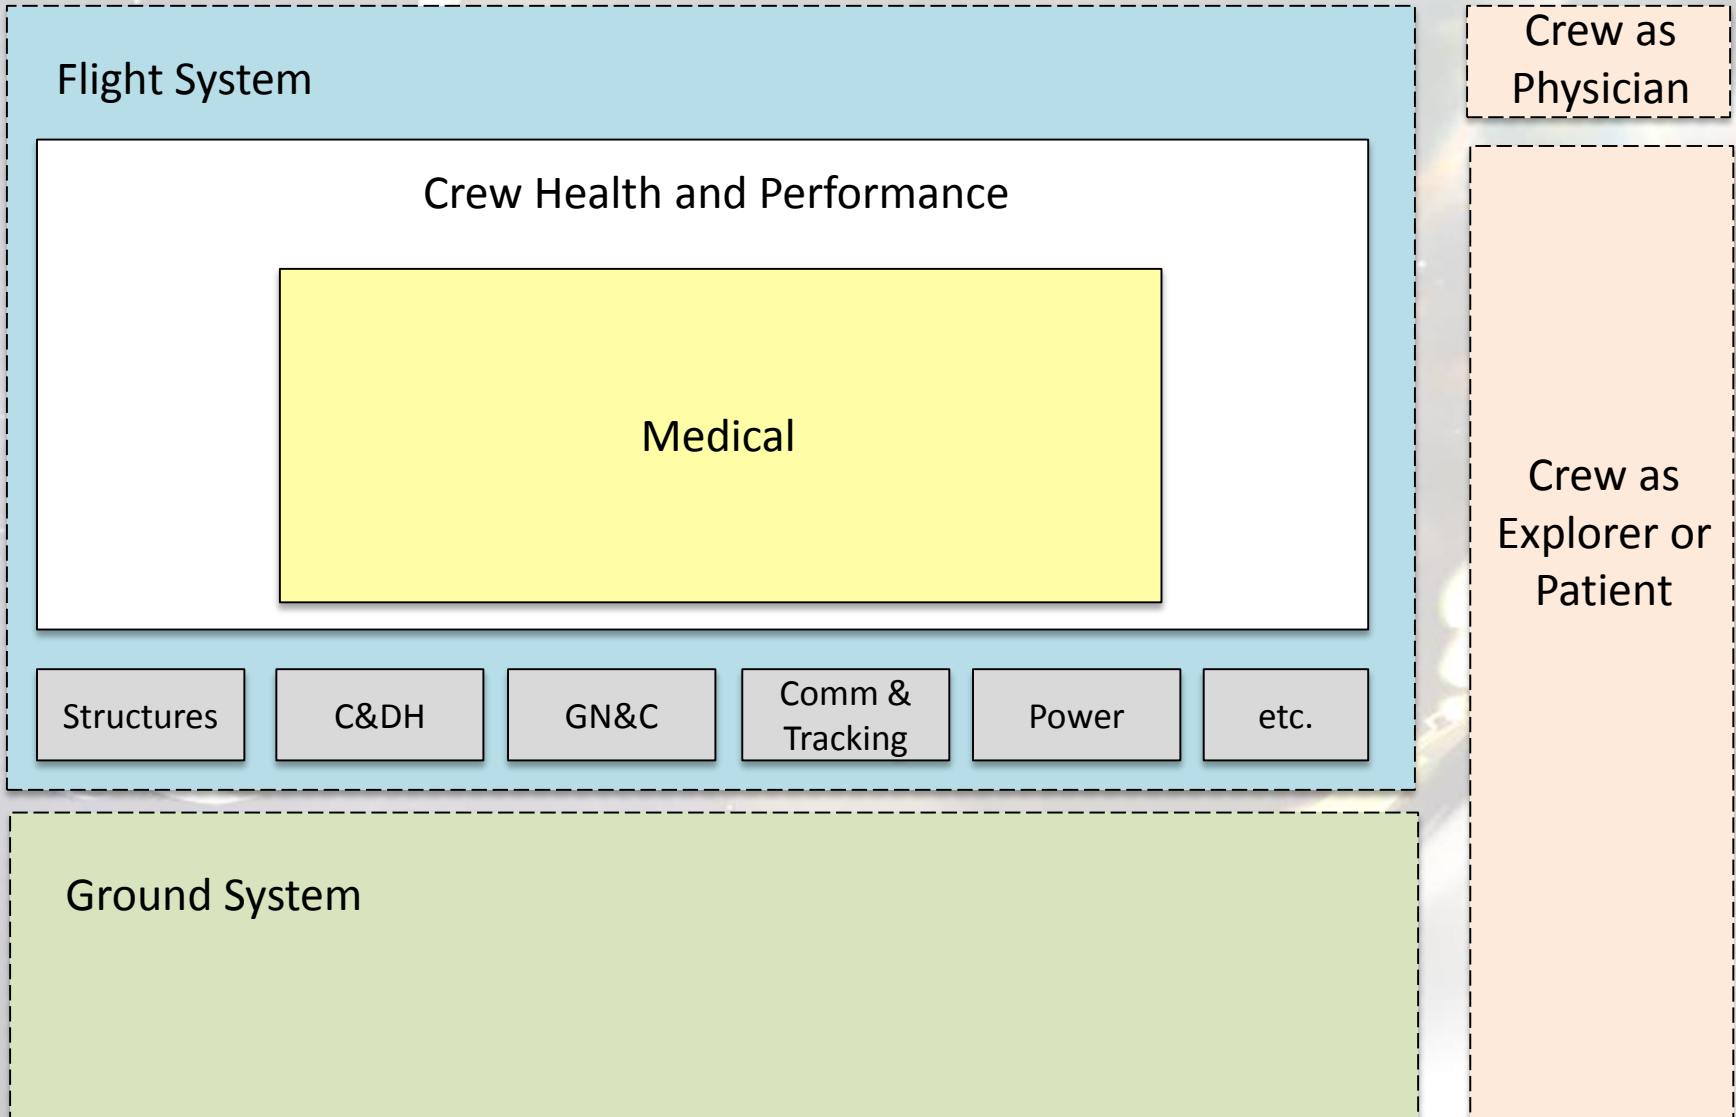 Flight System
Crew Health and Performance
Medical
Structures
C&DH
GN&C
Comm &
Tracking
Power
etc.
Ground System
Crew as
Physician
Crew as
Explorer or
Patient